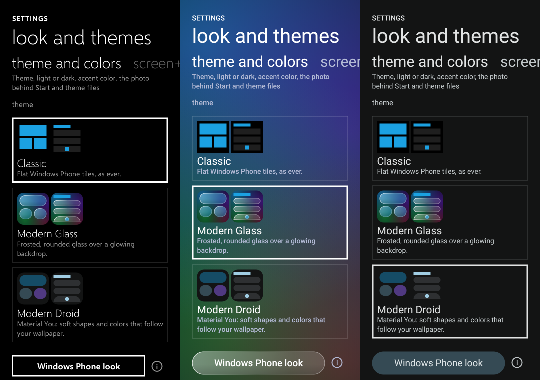 SETTINGS
look and themes
theme and colors screen+
Theme, light or dark, accent color, the photo
behind Start and theme files
theme
Classic
Flat Windows Phone tiles, as ever.
Modern Glass
Frosted, rounded glass over a glowing
backdrop.
Modern Droid
Material You: soft shapes and colors that follow
your wallpaper.
Windows Phone look
SETTINGS
look and themes
theme and colors screen
Theme, light or dark, accent color, the photo
behind Start and theme files
theme
Classic
Flat Windows Phone tiles, as ever.
Modern Glass
Frosted, rounded glass over a glowing
backdrop.
Modern Droid
Material You: soft shapes and colors that
follow your wallpaper.
Windows Phone look
SETTINGS
look and themes
theme and colors screer
Theme, light or dark, accent color, the photo
behind Start and theme files
theme
Classic
Flat Windows Phone tiles, as ever.
Modern Glass
Frosted, rounded glass over a glowing
backdrop.
Modern Droid
Material You: soft shapes and colors that
follow your wallpaper.
Windows Phone look